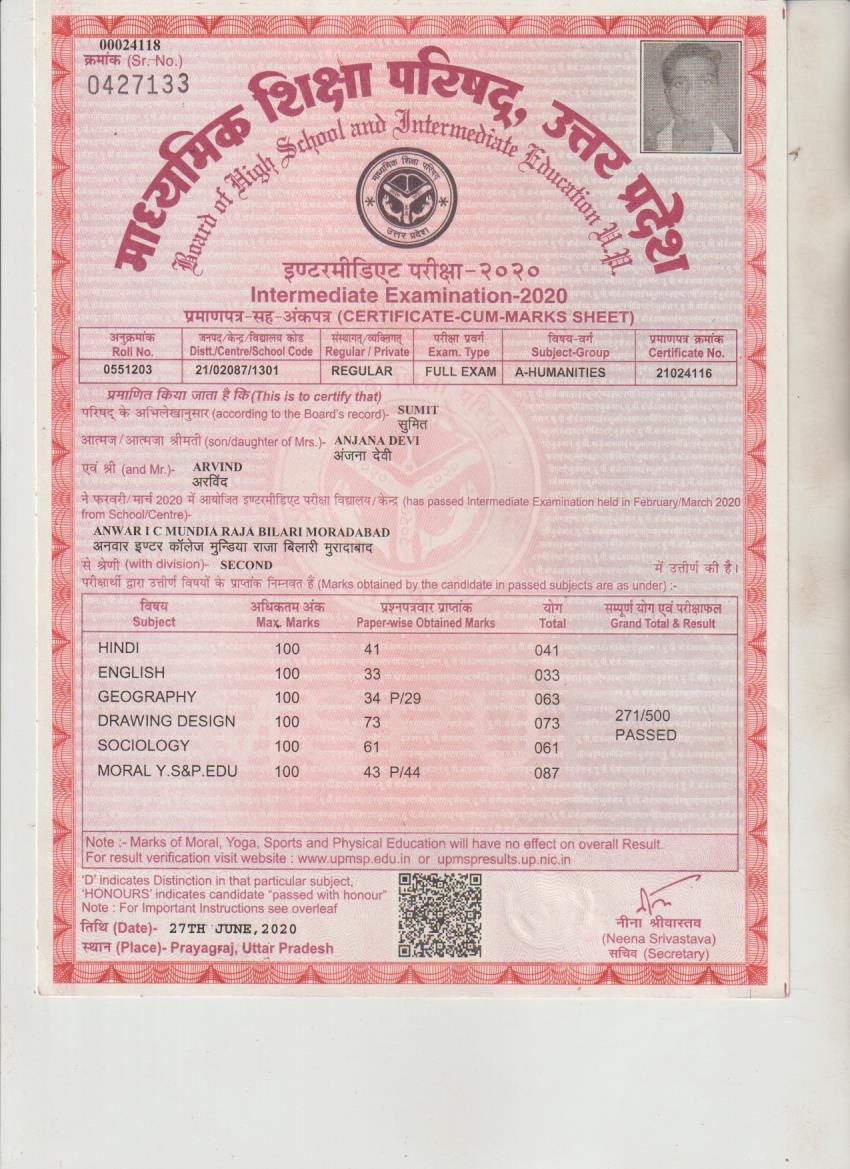 00024118
क्रमांक (Sr. No.)
0427133
माध्यमिक शिक्षा परिषद्, उत्तर प्रदेश
Board of High School and Intermediate Education U.P.
माध्यमिक शिक्षा परिषद्
उत्तर प्रदेश
इण्टरमीडिएट परीक्षा-२०२०
Intermediate Examination-2020
प्रमाणपत्र-सह-अंकपत्र (CERTIFICATE-CUM-MARKS SHEET)
अनुक्रमांक जनपद/केन्द्र/विद्यालय कोड संस्थागत/व्यक्तिगत परीक्षा प्रवर्ग विषय-वर्ग प्रमाणपत्र क्रमांक
Roll No. Distt./Centre/School Code Regular / Private Exam. Type Subject-Group Certificate No.
0551203 21/02087/1301 REGULAR FULL EXAM A-HUMANITIES 21024116
प्रमाणित किया जाता है कि (This is to certify that)
परिषद् के अभिलेखानुसार (according to the Board's record)- SUMIT
सुमित
आत्मज/आत्मजा श्रीमती (son/daughter of Mrs.)- ANJANA DEVI
अंजना देवी
एवं श्री (and Mr.)- ARVIND
अरविंद
ने फरवरी/मार्च 2020 में आयोजित इण्टरमीडिएट परीक्षा विद्यालय/केन्द्र (has passed Intermediate Examination held in February/March 2020
from School/Centre)-
ANWAR I C MUNDIA RAJA BILARI MORADABAD
अनवार इण्टर कॉलेज मुन्डिया राजा बिलारी मुरादाबाद
से श्रेणी (with division)- SECOND में उत्तीर्ण की है।
परीक्षार्थी द्वारा उत्तीर्ण विषयों के प्राप्तांक निम्नवत हैं (Marks obtained by the candidate in passed subjects are as under) :-
विषय अधिकतम अंक प्रश्नपत्रवार प्राप्तांक योग सम्पूर्ण योग एवं परीक्षाफल
Subject Max. Marks Paper-wise Obtained Marks Total Grand Total & Result
HINDI 100 41 041
ENGLISH 100 33 033
GEOGRAPHY 100 34 P/29 063
DRAWING DESIGN 100 73 073 271/500
PASSED
SOCIOLOGY 100 61 061
MORAL Y.S&P.EDU 100 43 P/44 087
Note :- Marks of Moral, Yoga, Sports and Physical Education will have no effect on overall Result.
For result verification visit website : www.upmsp.edu.in or upmspresults.up.nic.in
'D' indicates Distinction in that particular subject,
'HONOURS' indicates candidate "passed with honour"
Note : For Important Instructions see overleaf
तिथि (Date)- 27TH JUNE,2020
स्थान (Place)- Prayagraj, Uttar Pradesh
नीना श्रीवास्तव
(Neena Srivastava)
सचिव (Secretary)